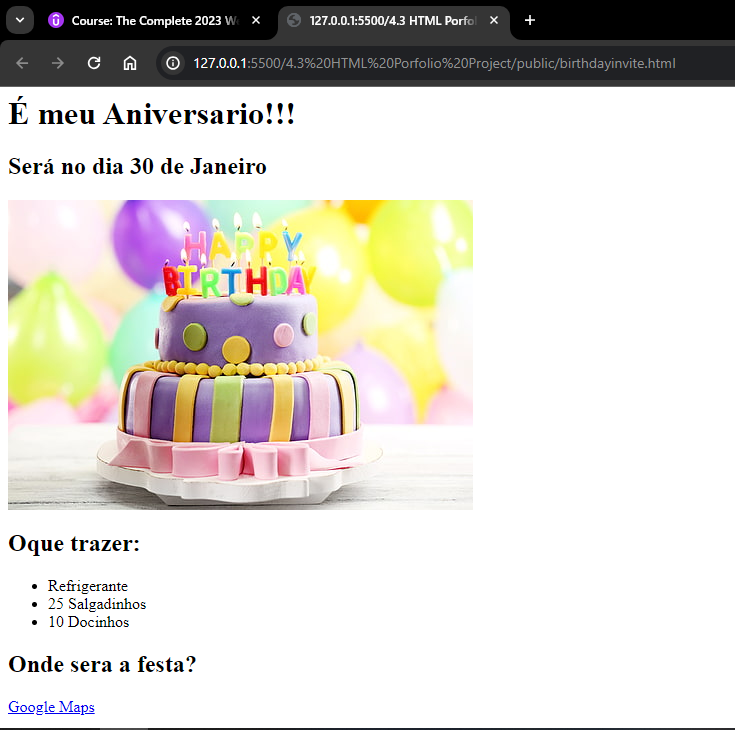 Course: The Complete 2023 We
127.0.0.1:5500/4.3 HTML Porfol
127.0.0.1:5500/4.3%20HTML%20Porfolio%20Project/public/birthdayinvite.html
É meu Aniversario!!!
Será no dia 30 de Janeiro
HAPPY
BIRTHDAY
Oque trazer:
Refrigerante
25 Salgadinhos
10 Docinhos
Onde sera a festa?
Google Maps